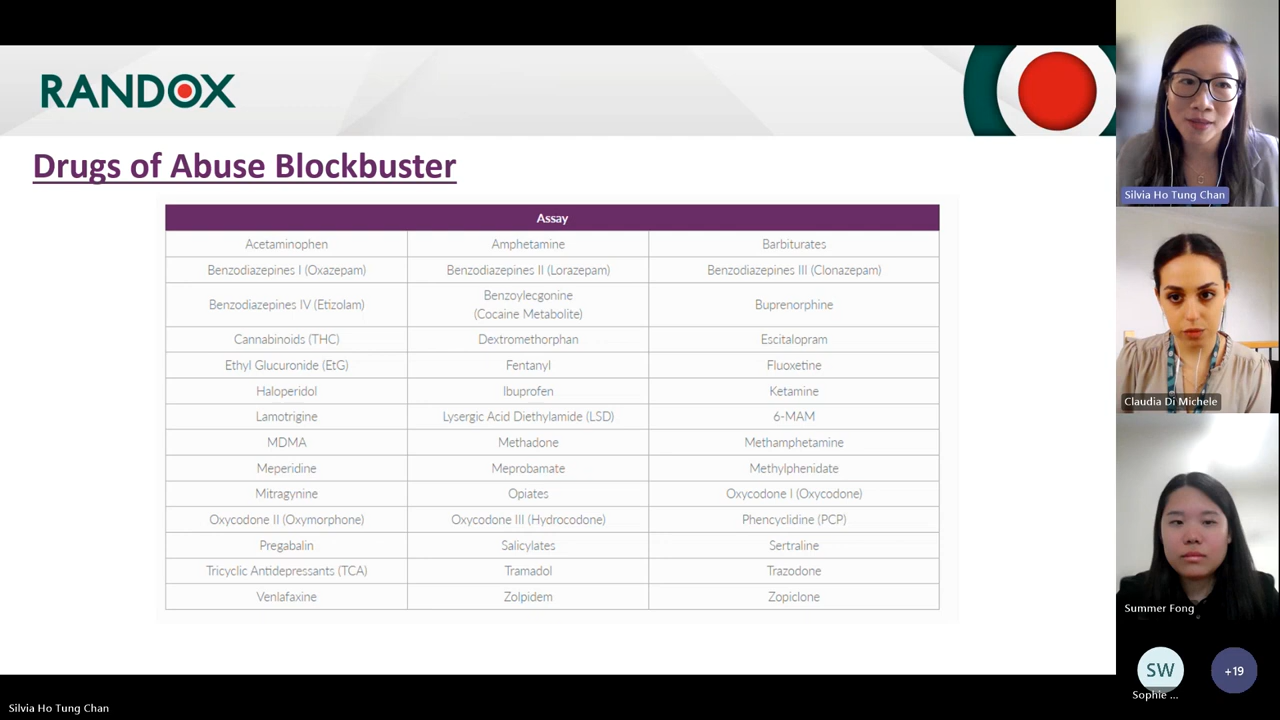 RANDOX
Drugs of Abuse Blockbuster
Assay
Acetaminophen Amphetamine Barbiturates
Benzodiazepines I (Oxazepam) Benzodiazepines II (Lorazepam) Benzodiazepines III (Clonazepam)
Benzodiazepines IV (Etizolam) Benzoylecgonine Buprenorphine
(Cocaine Metabolite)
Cannabinoids (THC) Dextromethorphan Escitalopram
Ethyl Glucuronide (EtG) Fentanyl Fluoxetine
Haloperidol Ibuprofen Ketamine
Lamotrigine Lysergic Acid Diethylamide (LSD) 6-MAM
MDMA Methadone Methamphetamine
Meperidine Meprobamate Methylphenidate
Mitragynine Opiates Oxycodone I (Oxycodone)
Oxycodone II (Oxymorphone) Oxycodone III (Hydrocodone) Phencyclidine (PCP)
Pregabalin Salicylates Sertraline
Tricyclic Antidepressants (TCA) Tramadol Trazodone
Venlafaxine Zolpidem Zopiclone
Silvia Ho Tung Chan
Claudia Di Michele
Summer Fong
SW
+19
Sophie ...
Silvia Ho Tung Chan